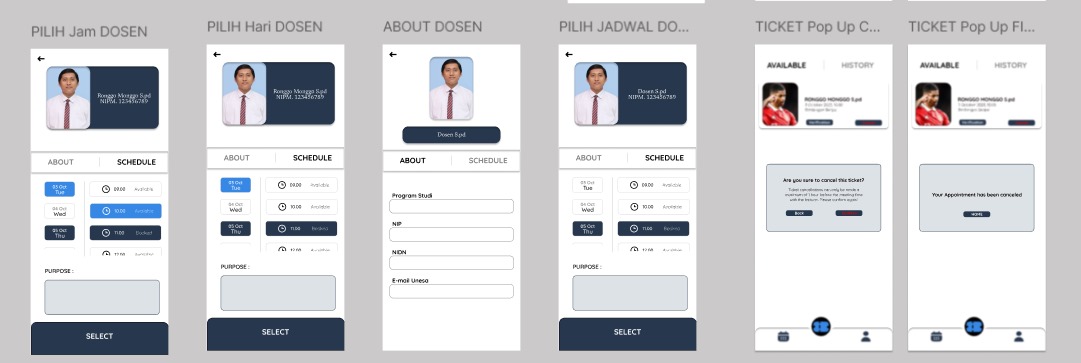 PILIH Jam DOSEN
Ronggo Monggo S.pd
NIPM. 123456789
ABOUT
SCHEDULE
03 Oct
Tue
09.00 Available
04 Oct
Wed
10.00 Available
05 Oct
Thu
11.00 Booked
12.00 Available
PURPOSE :
SELECT
PILIH Hari DOSEN
Ronggo Monggo S.pd
NIPM. 123456789
ABOUT
SCHEDULE
03 Oct
Tue
09.00 Available
04 Oct
Wed
10.00 Available
05 Oct
Thu
11.00
12.00 Available
PURPOSE :
SELECT
ABOUT DOSEN
Dosen S.pd
ABOUT
SCHEDULE
Program Studi
NIP
NIDN
E-mail Unesa
PILIH JADWAL DO...
Dosen S.pd
NIPM. 123456789
ABOUT
SCHEDULE
03 Oct
Tue
09.00 Available
04 Oct
Wed
10.00 Available
05 Oct
Thu
11.00
12.00 Available
PURPOSE :
SELECT
TICKET Pop Up C...
AVAILABLE
HISTORY
RONGGO MONGGO S.pd
Are you sure to cancel this ticket?
Back
TICKET Pop Up FI...
AVAILABLE
HISTORY
RONGGO MONGGO S.pd
Your Appointment has been canceled
HOME